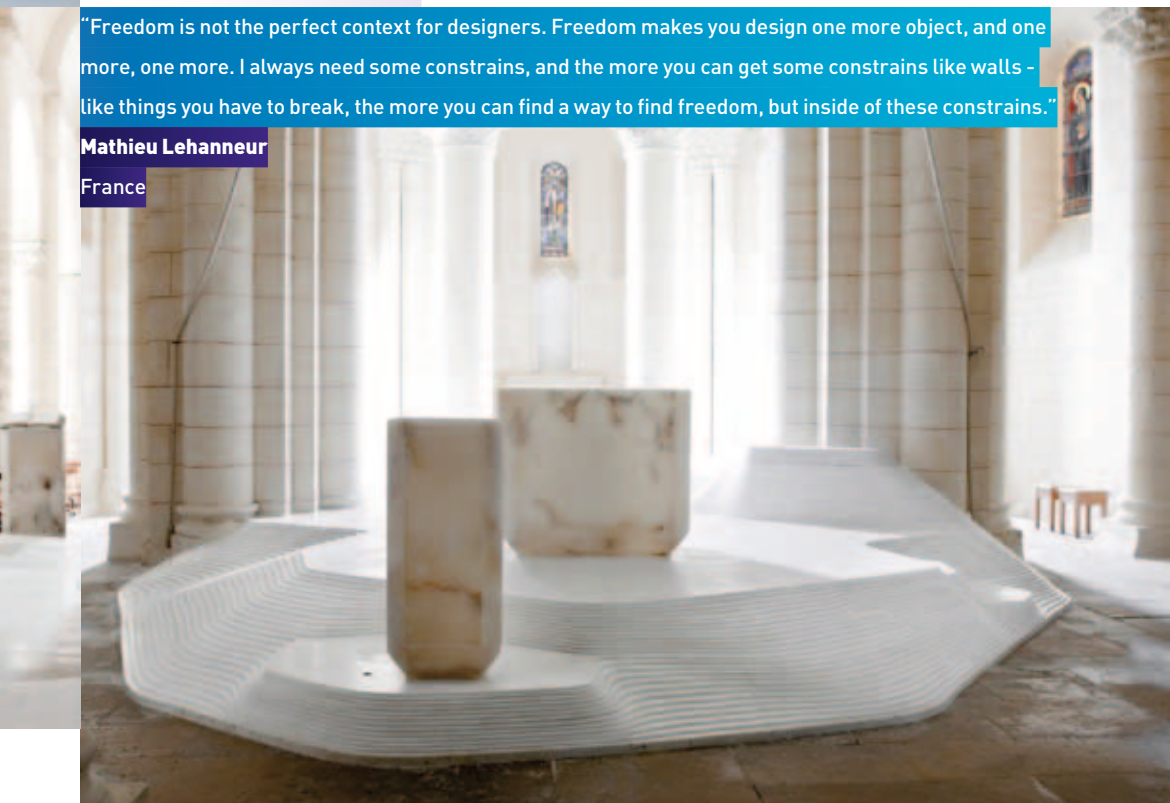 “Freedom is not the perfect context for designers. Freedom makes you design one more object, and one
more, one more. I always need some constrains, and the more you can get some constrains like walls -
like things you have to break, the more you can find a way to find freedom, but inside of these constrains.”
Mathieu Lehanneur
France